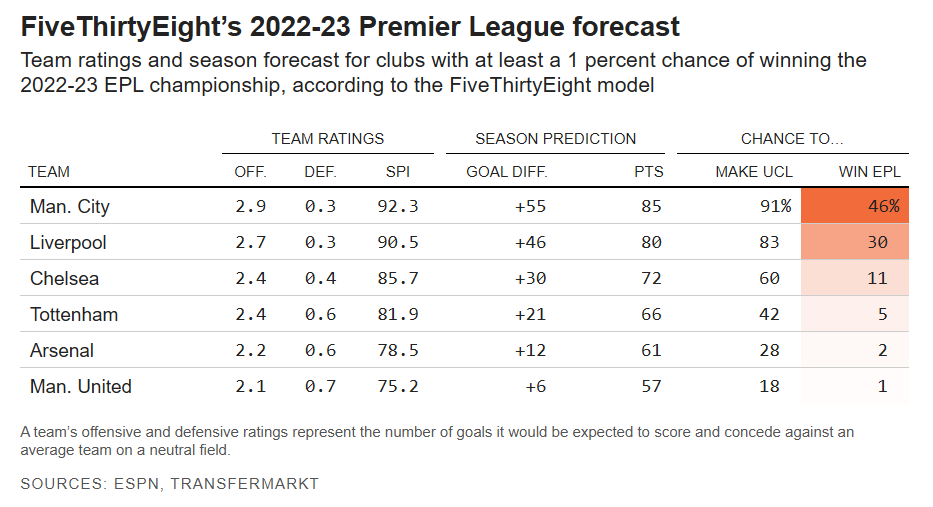 FiveThirtyEight’s 2022-23 Premier League forecast
Team ratings and season forecast for clubs with at least a 1 percent chance of winning the
2022-23 EPL championship, according to the FiveThirtyEight model
TEAM RATINGS SEASON PREDICTION CHANCE TO…
TEAM OFF. DEF. SPI GOAL DIFF. PTS MAKE UCL WIN EPL
Man. City 2.9 0.3 92.3 +55 85 91% 46%
Liverpool 2.7 0.3 90.5 +46 80 83 30
Chelsea 2.4 0.4 85.7 +30 72 60 11
Tottenham 2.4 0.6 81.9 +21 66 42 5
Arsenal 2.2 0.6 78.5 +12 61 28 2
Man. United 2.1 0.7 75.2 +6 57 18 1
A team’s offensive and defensive ratings represent the number of goals it would be expected to score and concede against an
average team on a neutral field.
SOURCES: ESPN, TRANSFERMARKT